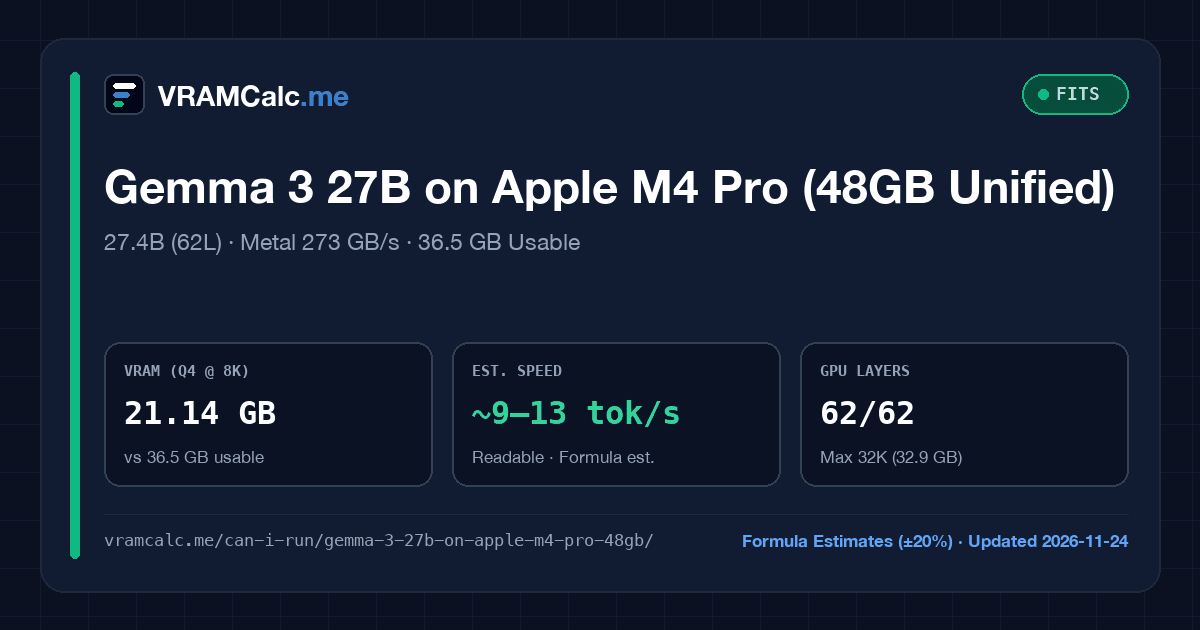 VRAMCalc.me
FITS
Gemma 3 27B on Apple M4 Pro (48GB Unified)
27.4B (62L) · Metal 273 GB/s · 36.5 GB Usable
VRAM (Q4 @ 8K)
21.14 GB
vs 36.5 GB usable
EST. SPEED
~9–13 tok/s
Readable · Formula est.
GPU LAYERS
62/62
Max 32K (32.9 GB)
vramcalc.me/can-i-run/gemma-3-27b-on-apple-m4-pro-48gb/
Formula Estimates (±20%) · Updated 2026-11-24